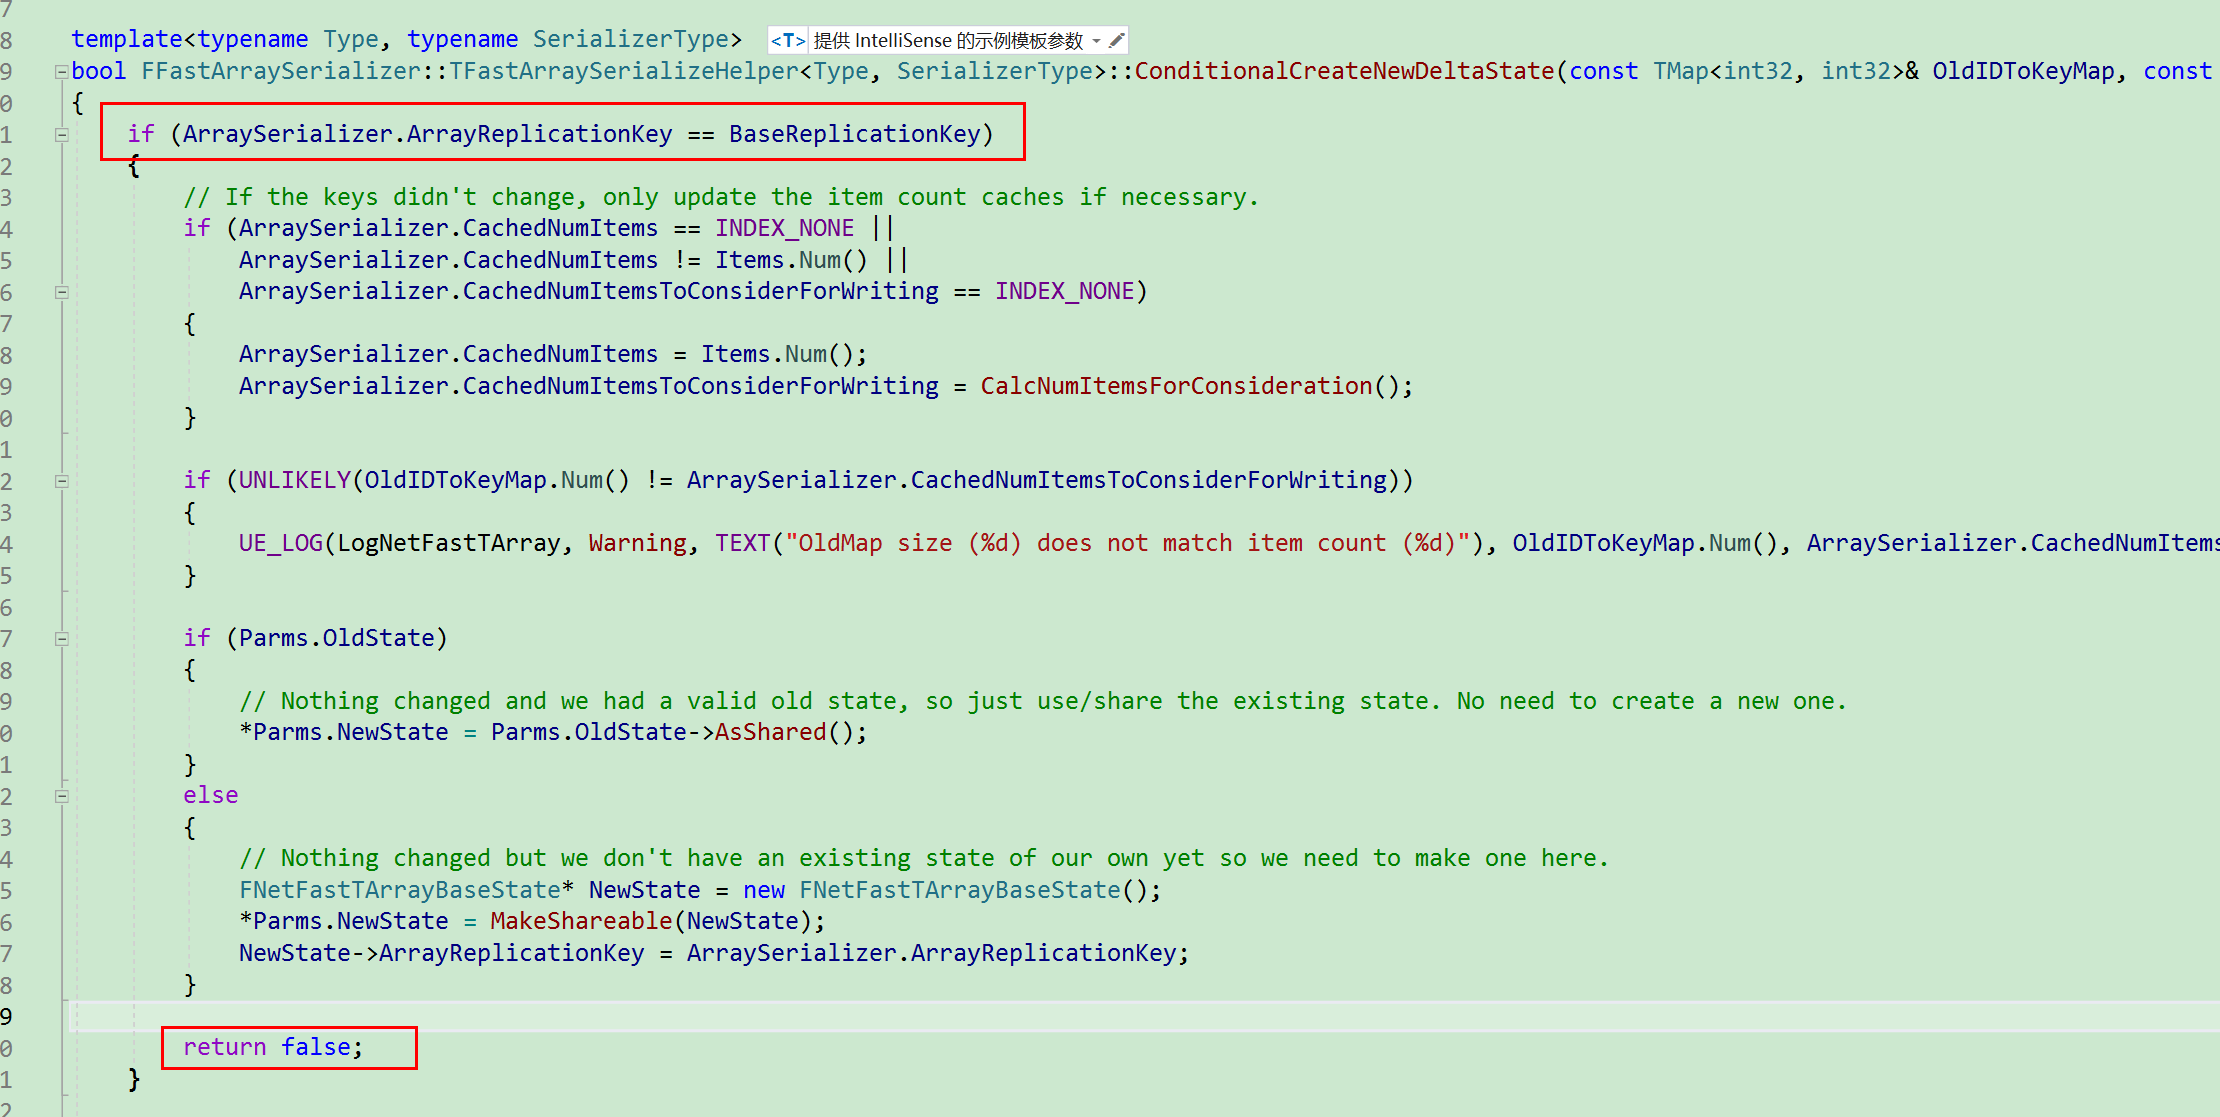 7
8 template<typename Type, typename SerializerType> <T> 提供 IntelliSense 的示例模板参数
9 bool FFastArraySerializer::TFastArraySerializeHelper<Type, SerializerType>::ConditionalCreateNewDeltaState(const TMap<int32, int32>& OldIDToKeyMap, const
0 {
1     if (ArraySerializer.ArrayReplicationKey == BaseReplicationKey)
2     {
3         // If the keys didn't change, only update the item count caches if necessary.
4         if (ArraySerializer.CachedNumItems == INDEX_NONE ||
5             ArraySerializer.CachedNumItems != Items.Num() ||
6             ArraySerializer.CachedNumItemsToConsiderForWriting == INDEX_NONE)
7         {
8             ArraySerializer.CachedNumItems = Items.Num();
9             ArraySerializer.CachedNumItemsToConsiderForWriting = CalcNumItemsForConsideration();
0         }
1
2         if (UNLIKELY(OldIDToKeyMap.Num() != ArraySerializer.CachedNumItemsToConsiderForWriting))
3         {
4             UE_LOG(LogNetFastTArray, Warning, TEXT("OldMap size (%d) does not match item count (%d)"), OldIDToKeyMap.Num(), ArraySerializer.CachedNumItems
5         }
6
7         if (Parms.OldState)
8         {
9             // Nothing changed and we had a valid old state, so just use/share the existing state. No need to create a new one.
0             *Parms.NewState = Parms.OldState->AsShared();
1         }
2         else
3         {
4             // Nothing changed but we don't have an existing state of our own yet so we need to make one here.
5             FNetFastTArrayBaseState* NewState = new FNetFastTArrayBaseState();
6             *Parms.NewState = MakeShareable(NewState);
7             NewState->ArrayReplicationKey = ArraySerializer.ArrayReplicationKey;
8         }
9
0         return false;
1     }
2